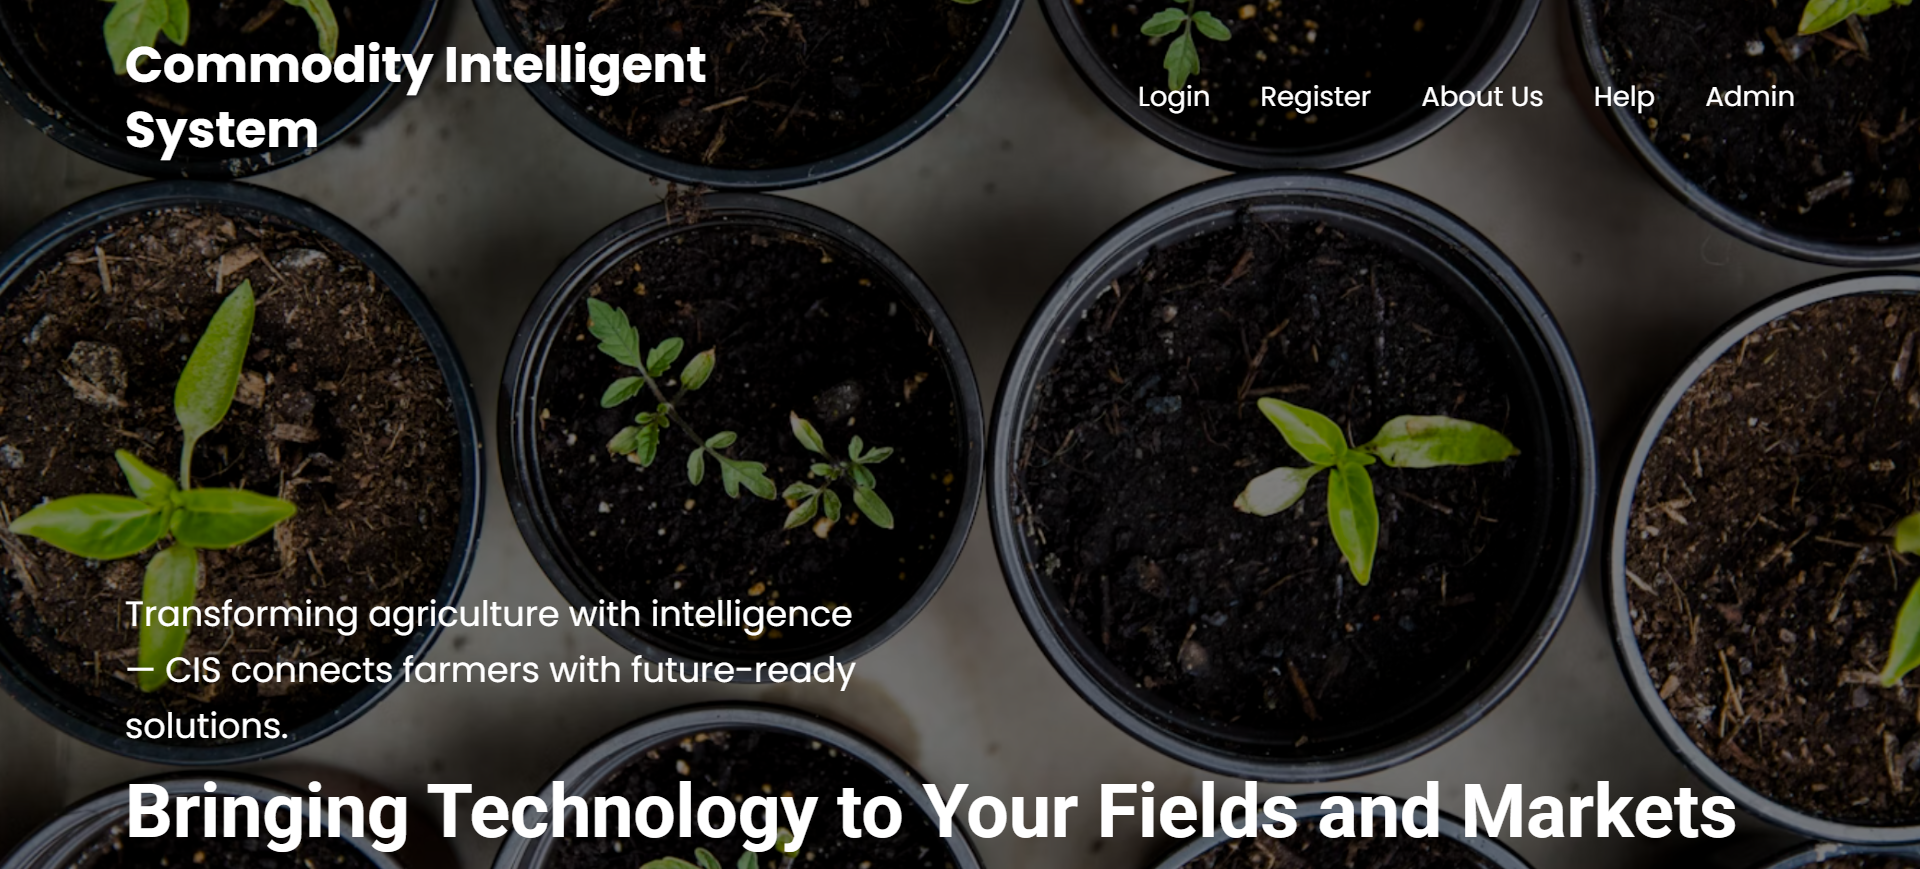 Commodity Intelligent
System
Login Register About Us Help Admin
Transforming agriculture with intelligence
— CIS connects farmers with future-ready
solutions.
Bringing Technology to Your Fields and Markets